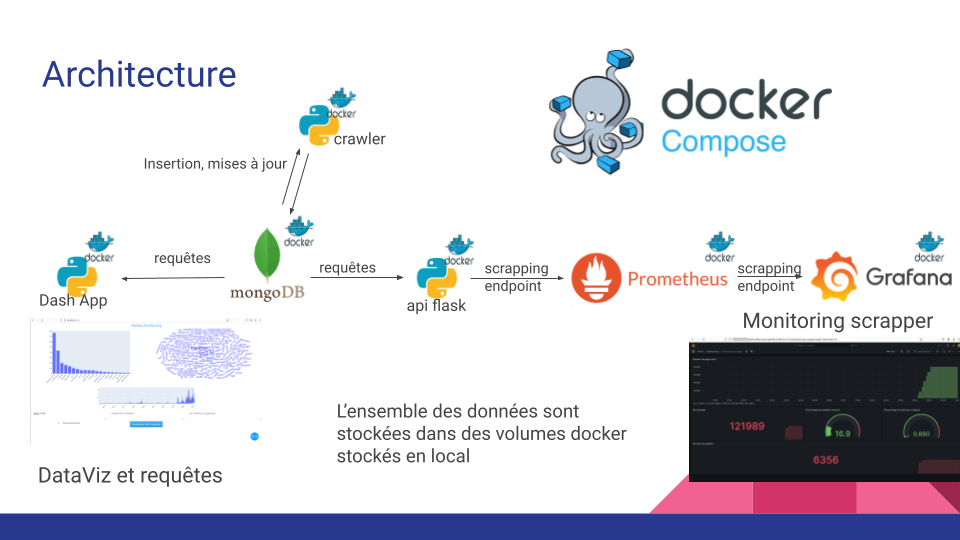 Architecture
docker
Compose
docker
crawler
Insertion, mises à jour
docker
mongoDB
requêtes
docker
Dash App
requêtes
docker
api flask
scrapping
endpoint
docker
Prometheus
scrapping
endpoint
docker
Grafana
Monitoring scrapper
121989
16.9
0.980
6356
L'ensemble des données sont
stockées dans des volumes docker
stockés en local
DataViz et requêtes